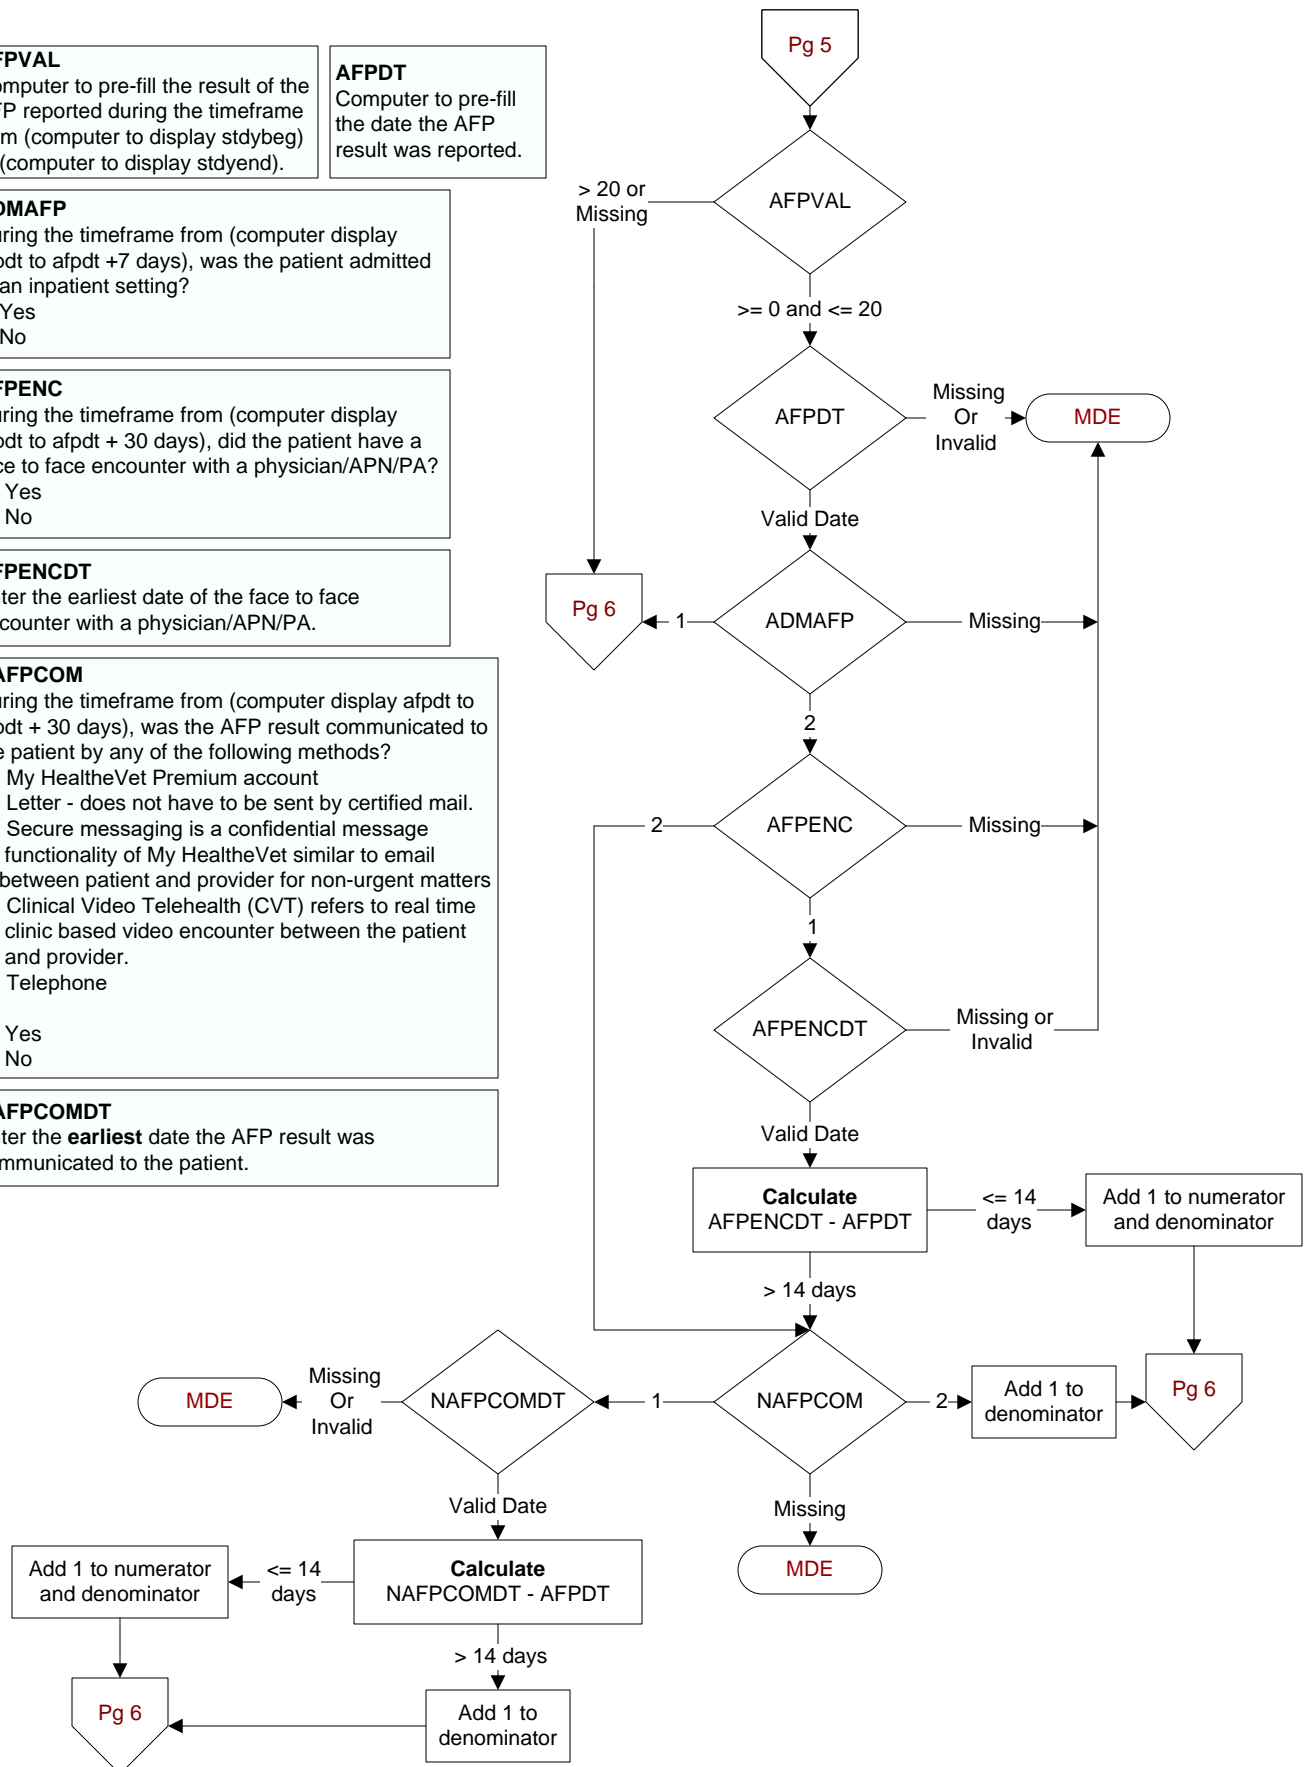 FPVAL
omputer to pre-fill the result of the
FP reported during the timeframe
om (computer to display stdybeg)
(computer to display stdyend).
AFPDT
Computer to pre-fill
the date the AFP
result was reported.
DMAFP
uring the timeframe from (computer display
pdt to afpdt +7 days), was the patient admitted
an inpatient setting?
Yes
No
FPENC
uring the timeframe from (computer display
pdt to afpdt + 30 days), did the patient have a
ce to face encounter with a physician/APN/PA?
Yes
No
FPENCDT
nter the earliest date of the face to face
counter with a physician/APN/PA.
AFPCOM
uring the timeframe from (computer display afpdt to
pdt + 30 days), was the AFP result communicated to
e patient by any of the following methods?
My HealtheVet Premium account
Letter - does not have to be sent by certified mail.
Secure messaging is a confidential message
functionality of My HealtheVet similar to email
between patient and provider for non-urgent matters
Clinical Video Telehealth (CVT) refers to real time
clinic based video encounter between the patient
and provider.
Telephone
Yes
No
AFPCOMDT
nter the earliest date the AFP result was
mmunicated to the patient.
Pg 5
AFPVAL
> 20 or
Missing
>= 0 and <= 20
AFPDT
Missing
Or
Invalid
MDE
Valid Date
Pg 6
1
ADMAFP
Missing
2
2
AFPENC
Missing
1
AFPENCDT
Missing or
Invalid
Valid Date
Calculate
AFPENCDT - AFPDT
<= 14
days
Add 1 to numerator
and denominator
> 14 days
MDE
Missing
Or
Invalid
NAFPCOMDT
1
NAFPCOM
2
Add 1 to
denominator
Pg 6
Valid Date
Missing
MDE
Add 1 to numerator
and denominator
<= 14
days
Calculate
NAFPCOMDT - AFPDT
> 14 days
Pg 6
Add 1 to
denominator